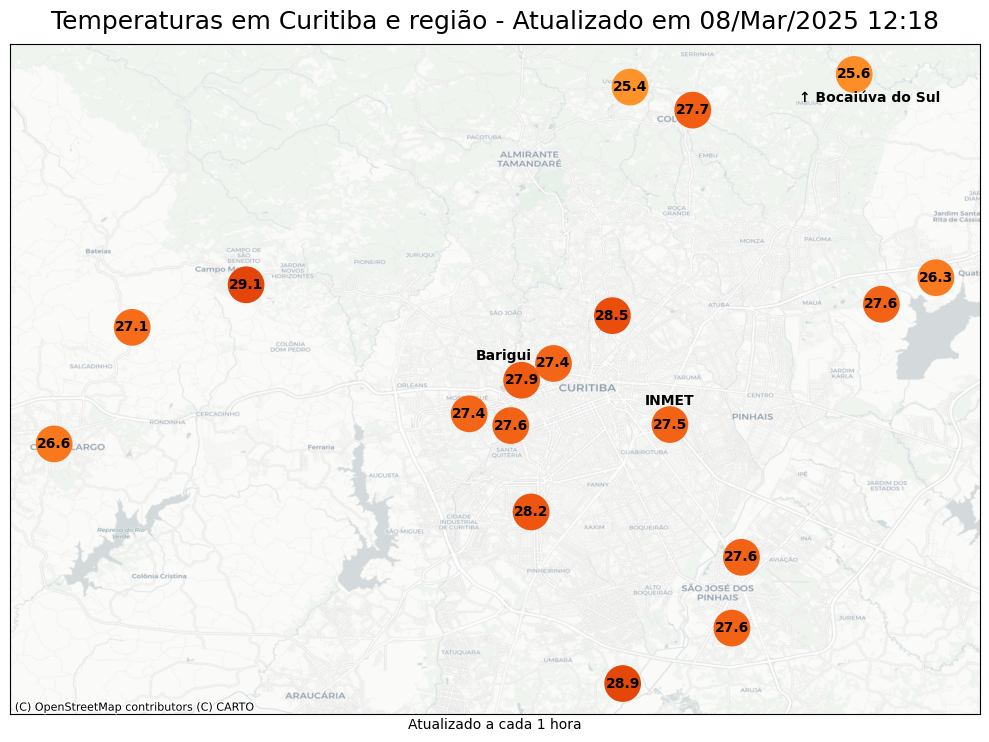 Temperaturas em Curitiba e região - Atualizado em 08/Mar/2025 12:18
SERRINHA
25.6
25.4
↑ Bocaiúva do Sul
27.7
PACOTUBA
ALMIRANTE
TAMANDARÉ
EMBU
ROÇA
GRANDE
Jardim Santa
Rita de Cássia
MONZA
PALOMA
Bateias
CAMPO DE
SÃO
BENEDITO
JURUQUI
PIONEIRO
JARDIM
NOVOS
HORIZONTES
Campo M
29.1
26.3
Quat
27.6
MAUÁ
ATUBA
SÃO JOÃO
28.5
27.1
COLÔNIA
DOM PEDRO
Barigui
27.4
SALGADINHO
27.9
CURITIBA
TARUMÃ
JARDIM
KARLA
ORLEANS
CENTRO
INMET
27.4
CERCADINHO
RONDINHA
PINHAIS
27.6
27.5
26.6
LARGO
Ferraria
SANTA
QUITÉRIA
GUABIROTUBA
AUGUSTA
IPÊ
FANNY
JARDIM DOS
ESTADOS I
28.2
CIDADE
INDUSTRIAL
DE CURITIBA
XAXIM
BOQUEIRÃO
SÃO MIGUEL
Represa do Rio
Verde
INÁ
27.6
AVIAÇÃO
PINHEIRINHO
Colônia Cristina
ALTO
BOQUEIRÃO
SÃO JOSÉ DOS
PINHAIS
JUREMA
27.6
TATUQUARA
UMBARÁ
28.9
ARUJÁ
ARAUCÁRIA
(C) OpenStreetMap contributors (C) CARTO
Atualizado a cada 1 hora